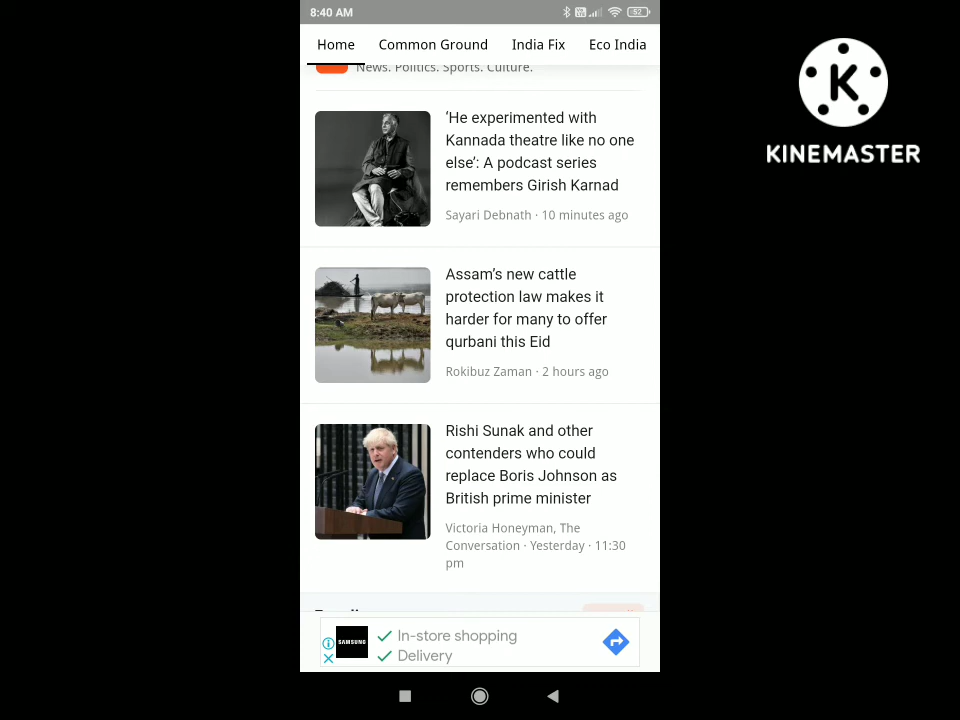 8:40 AM
52
Home Common Ground India Fix Eco India
News. Politics. Sports. Culture.
‘He experimented with
Kannada theatre like no one
else’: A podcast series
remembers Girish Karnad
Sayari Debnath · 10 minutes ago
Assam’s new cattle
protection law makes it
harder for many to offer
qurbani this Eid
Rokibuz Zaman · 2 hours ago
Rishi Sunak and other
contenders who could
replace Boris Johnson as
British prime minister
Victoria Honeyman, The
Conversation · Yesterday · 11:30
pm
SAMSUNG
In-store shopping
Delivery
K
KINEMASTER